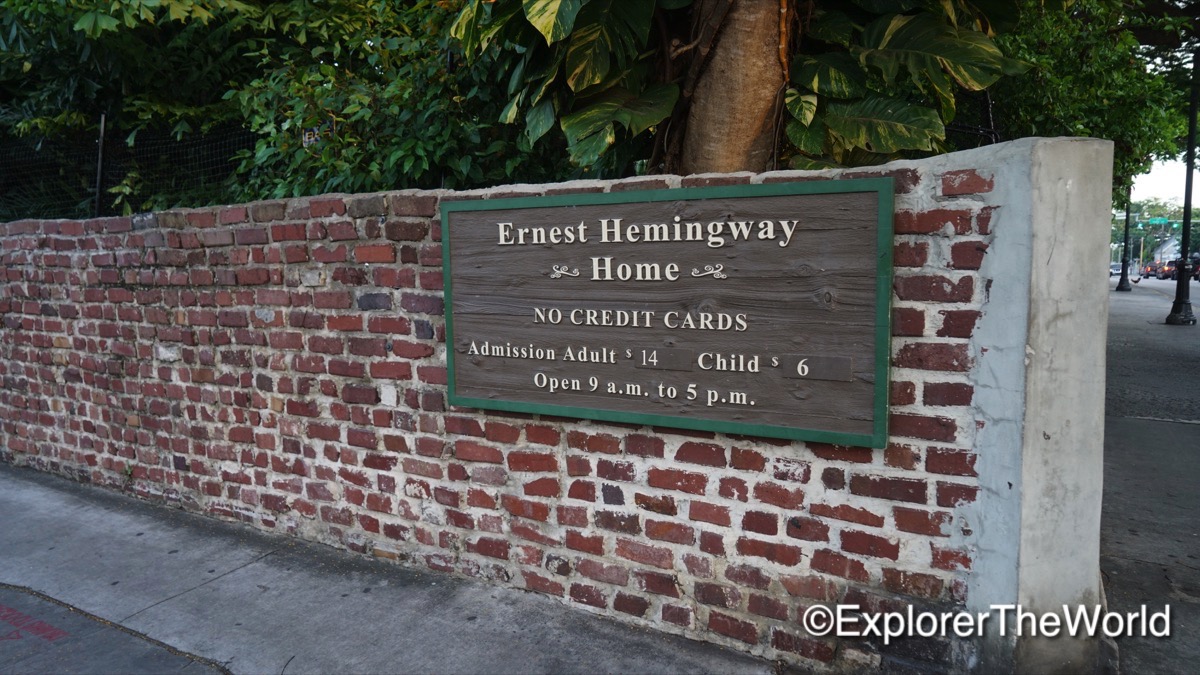 Ernest Hemingway
Home
NO CREDIT CARDS
Admission Adult $ 14 Child $ 6
Open 9 a.m. to 5 p.m.
©ExplorerTheWorld